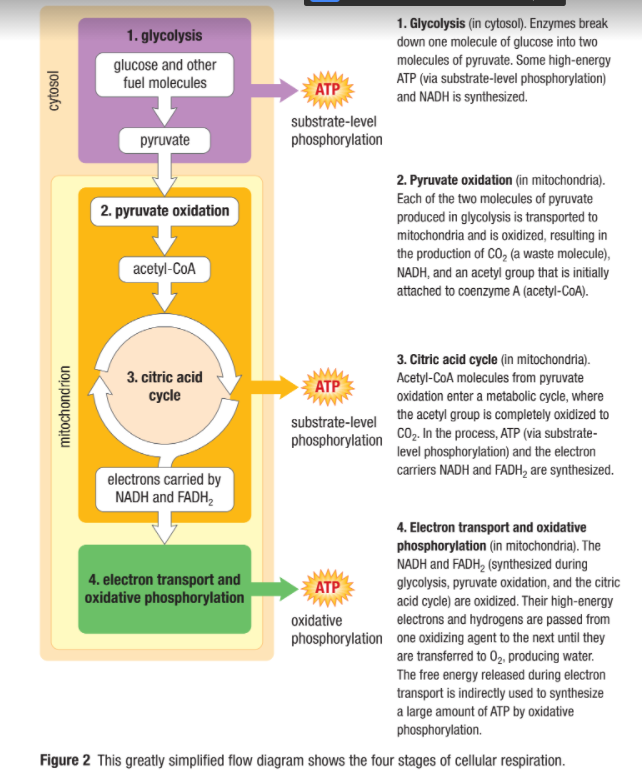 1. glycolysis
glucose and other
fuel molecules
pyruvate
cytosol
ATP
substrate-level
phosphorylation
1. Glycolysis (in cytosol). Enzymes break
down one molecule of glucose into two
molecules of pyruvate. Some high-energy
ATP (via substrate-level phosphorylation)
and NADH is synthesized.
2. pyruvate oxidation
acetyl-CoA
2. Pyruvate oxidation (in mitochondria).
Each of the two molecules of pyruvate
produced in glycolysis is transported to
mitochondria and is oxidized, resulting in
the production of CO₂ (a waste molecule),
NADH, and an acetyl group that is initially
attached to coenzyme A (acetyl-CoA).
mitochondrion
3. citric acid
cycle
electrons carried by
NADH and FADH₂
ATP
substrate-level
phosphorylation
3. Citric acid cycle (in mitochondria).
Acetyl-CoA molecules from pyruvate
oxidation enter a metabolic cycle, where
the acetyl group is completely oxidized to
CO₂. In the process, ATP (via substrate-
level phosphorylation) and the electron
carriers NADH and FADH₂ are synthesized.
4. electron transport and
oxidative phosphorylation
ATP
oxidative
phosphorylation
4. Electron transport and oxidative
phosphorylation (in mitochondria). The
NADH and FADH₂ (synthesized during
glycolysis, pyruvate oxidation, and the citric
acid cycle) are oxidized. Their high-energy
electrons and hydrogens are passed from
one oxidizing agent to the next until they
are transferred to O₂, producing water.
The free energy released during electron
transport is indirectly used to synthesize
a large amount of ATP by oxidative
phosphorylation.
Figure 2 This greatly simplified flow diagram shows the four stages of cellular respiration.